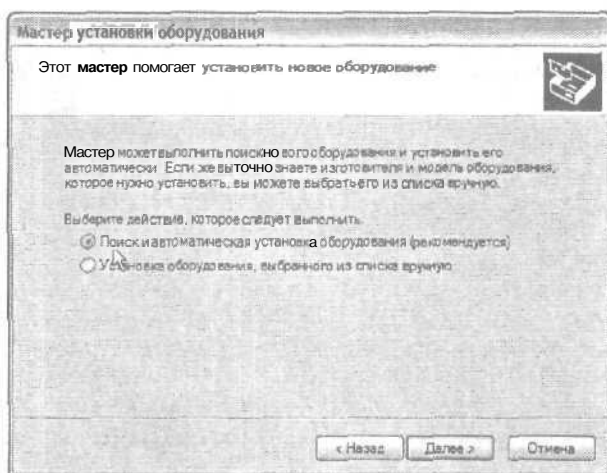 Мастер установки оборудования
Этот мастер помогает установить новое оборудование
Мастер может выполнить поиск нового оборудования и установить его
автоматически. Если же вы точно знаете изготовителя и модель оборудования,
которое нужно установить, вы можете выбрать его из списка вручную.
Выберите действие, которое следует выполнить.
Поиск и автоматическая установка оборудования (рекомендуется)
Установка оборудования, выбранного из списка вручную
< Назад
Далее >
Отмена